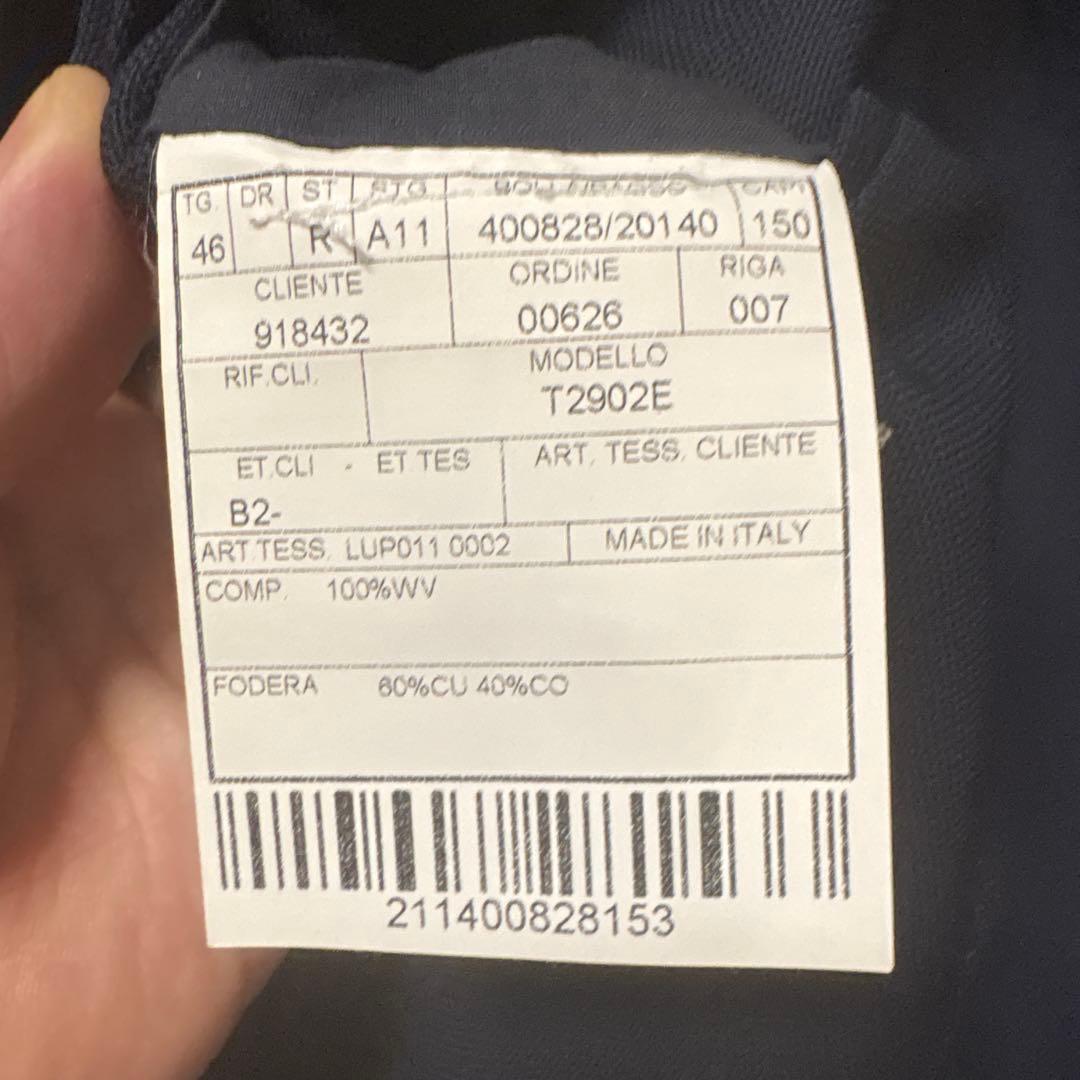 TG. DR ST STG CAPI
46 R A11 400828/20140 150
CLIENTE ORDINE RIGA
918432 00626 007
RIF.CLI. MODELLO
T2902E
ET.CLI - ET.TES ART. TESS. CLIENTE
B2-
ART.TESS. LUP011 0002 MADE IN ITALY
COMP. 100%WV
FODERA 60%CU 40%CO
211400828153